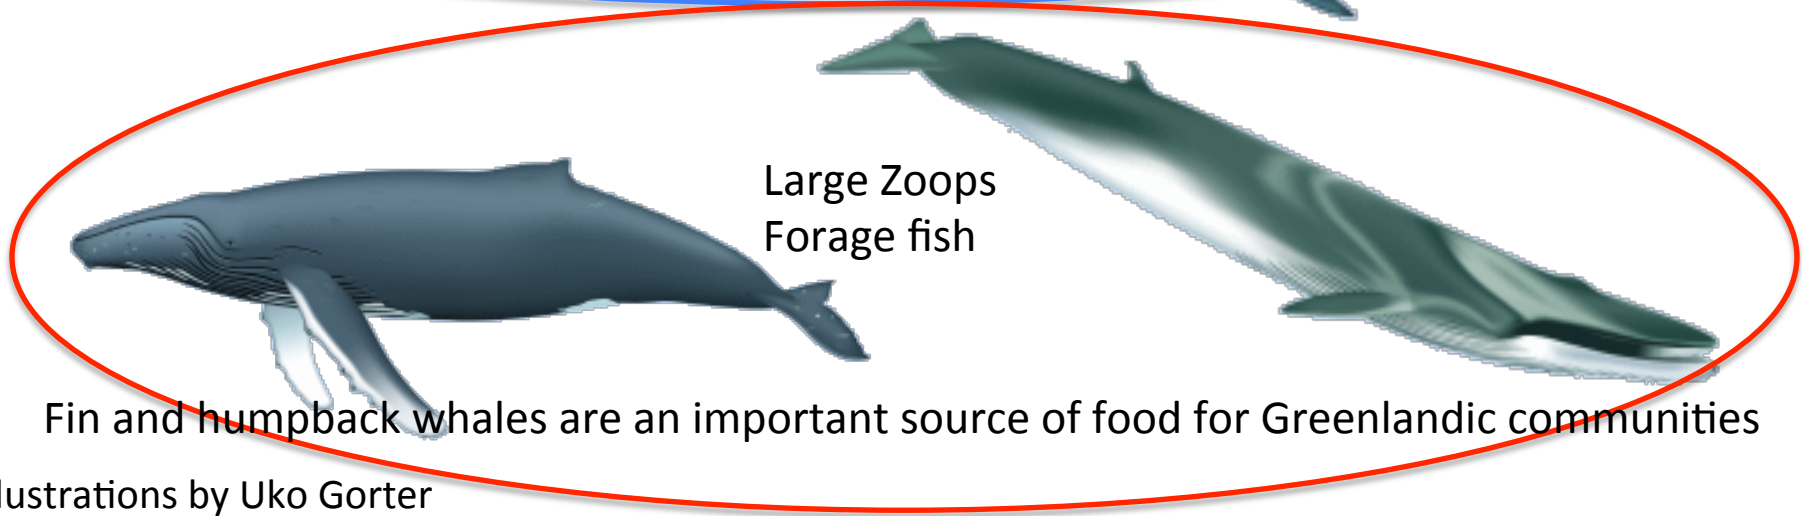 Large Zoops
Forage fish
Fin and humpback whales are an important source of food for Greenlandic communities
llustrations by Uko Gorter